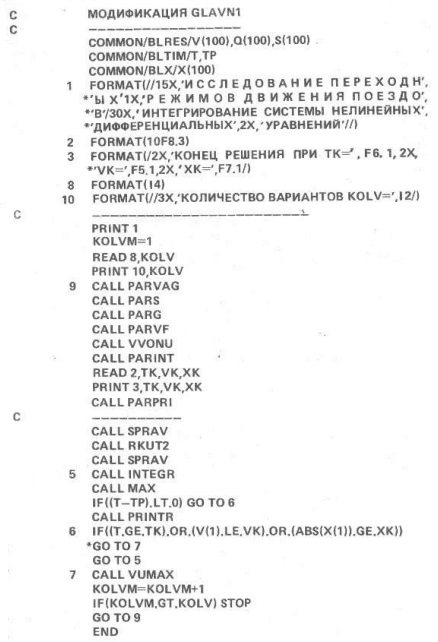 C МОДИФИКАЦИЯ GLAVN1
C --------------------
COMMON/BLRES/V(100),Q(100),S(100)
COMMON/BLTIM/T,TP
COMMON/BLX/X(100)
1 FORMAT(//15X,'И С С Л Е Д О В А Н И Е  П Е Р Е Х О Д Н',
*'Ы Х'1X,'Р Е Ж И М О В  Д В И Ж Е Н И Я  П О Е З Д О',
*'В'/30X,' ИНТЕГРИРОВАНИЕ СИСТЕМЫ НЕЛИНЕЙНЫХ',
*'ДИФФЕРЕНЦИАЛЬНЫХ',2X,'УРАВНЕНИЙ'//)
2 FORMAT(10F8.3)
3 FORMAT(/2X,'КОНЕЦ РЕШЕНИЯ ПРИ TK=' , F6. 1, 2X,
*'VK=',F5.1,2X,' XK=',F7.1/)
8 FORMAT(I4)
10 FORMAT(//3X,'КОЛИЧЕСТВО ВАРИАНТОВ KOLV=',I2/)
C --------------------
PRINT 1
KOLVM=1
READ 8,KOLV
PRINT 10,KOLV
9 CALL PARVAG
CALL PARS
CALL PARG
CALL PARVF
CALL VVONU
CALL PARINT
READ 2,TK,VK,XK
PRINT 3,TK,VK,XK
CALL PARPRI
C ----------
CALL SPRAV
CALL RKUT2
CALL SPRAV
5 CALL INTEGR
CALL MAX
IF((T–TP).LT.0) GO TO 6
CALL PRINTR
6 IF((T.GE.TK).OR.(V(1).LE.VK).OR.(ABS(X(1)).GE.XK))
*GO TO 7
GO TO 5
7 CALL VUMAX
KOLVM=KOLVM+1
IF(KOLVM.GT.KOLV) STOP
GO TO 9
END